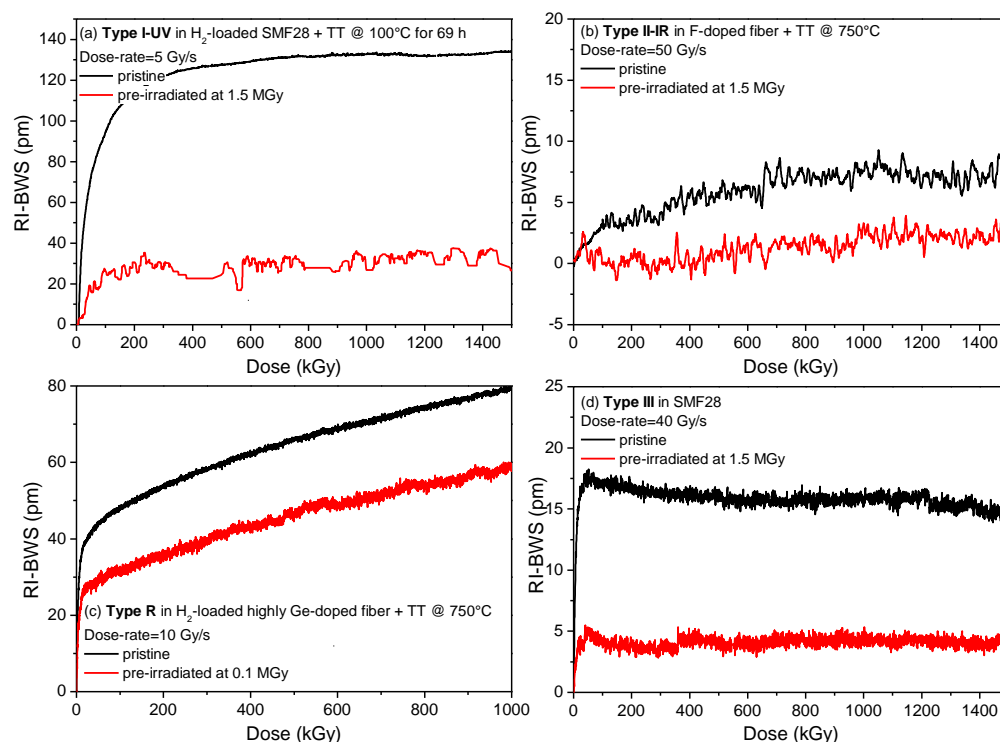 (a) Type I-UV in H2-loaded SMF28 + TT @ 100°C for 69 h
Dose-rate=5 Gy/s
pristine
pre-irradiated at 1.5 MGy
RI-BWS (pm)
140
120
100
80
60
40
20
0
0 200 400 600 800 1000 1200 1400
Dose (kGy)
(b) Type II-IR in F-doped fiber + TT @ 750°C
Dose-rate=50 Gy/s
pristine
pre-irradiated at 1.5 MGy
RI-BWS (pm)
20
15
10
5
0
-5
0 200 400 600 800 1000 1200 1400
Dose (kGy)
(c) Type R in H2-loaded highly Ge-doped fiber + TT @ 750°C
Dose-rate=10 Gy/s
pristine
pre-irradiated at 0.1 MGy
RI-BWS (pm)
80
60
40
20
0
0 200 400 600 800 1000
Dose (kGy)
(d) Type III in SMF28
Dose-rate=40 Gy/s
pristine
pre-irradiated at 1.5 MGy
RI-BWS (pm)
25
20
15
10
5
0
0 200 400 600 800 1000 1200 1400
Dose (kGy)